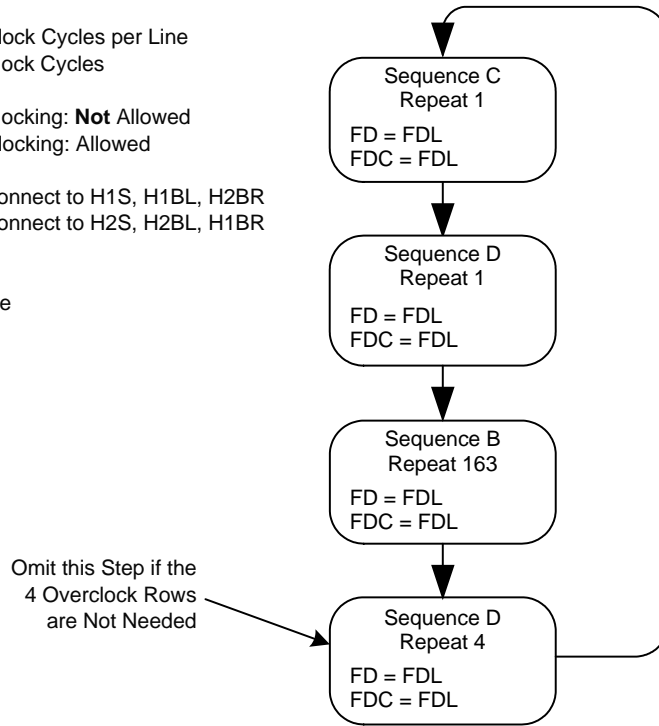 lock Cycles per Line
ock Cycles
ocking: Not Allowed
locking: Allowed
onnect to H1S, H1BL, H2BR
onnect to H2S, H2BL, H1BR
e
Sequence C
Repeat 1
FD = FDL
FDC = FDL
Sequence D
Repeat 1
FD = FDL
FDC = FDL
Sequence B
Repeat 163
FD = FDL
FDC = FDL
Omit this Step if the
4 Overclock Rows
are Not Needed
Sequence D
Repeat 4
FD = FDL
FDC = FDL